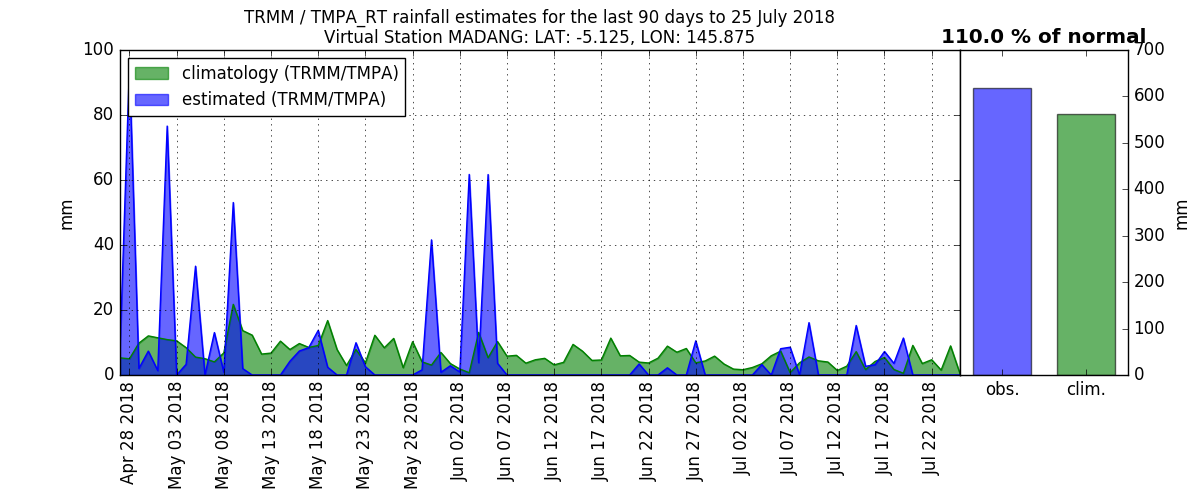 TRMM / TMPA_RT rainfall estimates for the last 90 days to 25 July 2018
Virtual Station MADANG: LAT: -5.125, LON: 145.875
110.0 % of normal
climatology (TRMM/TMPA)
estimated (TRMM/TMPA)
100
80
60
40
20
0
mm
700
600
500
400
300
200
100
0
mm
obs.
clim.
Apr 28 2018
May 03 2018
May 08 2018
May 13 2018
May 18 2018
May 23 2018
May 28 2018
Jun 02 2018
Jun 07 2018
Jun 12 2018
Jun 17 2018
Jun 22 2018
Jun 27 2018
Jul 02 2018
Jul 07 2018
Jul 12 2018
Jul 17 2018
Jul 22 2018